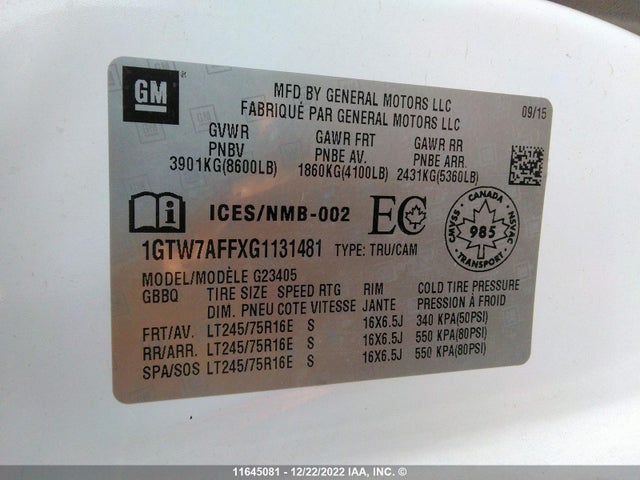 GM
MFD BY GENERAL MOTORS LLC
FABRIQUÉ PAR GENERAL MOTORS LLC
09/15
GVWR GAWR FRT GAWR RR
PNBV PNBE AV. PNBE ARR.
3901KG(8600LB) 1860KG(4100LB) 2431KG(5360LB)
i ICES/NMB-002 EC
CANADA CMVSS NSVAC 985 TRANSPORT
1GTW7AFFXG1131481 TYPE: TRU/CAM
MODEL/MODÈLE G23405
GBBQ TIRE SIZE SPEED RTG RIM COLD TIRE PRESSURE
DIM. PNEU COTE VITESSE JANTE PRESSION À FROID
FRT/AV. LT245/75R16E S 16X6.5J 340 KPA(50PSI)
RR/ARR. LT245/75R16E S 16X6.5J 550 KPA(80PSI)
SPA/SOS LT245/75R16E S 16X6.5J 550 KPA(80PSI)
11645081 - 12/22/2022 IAA, INC. ©